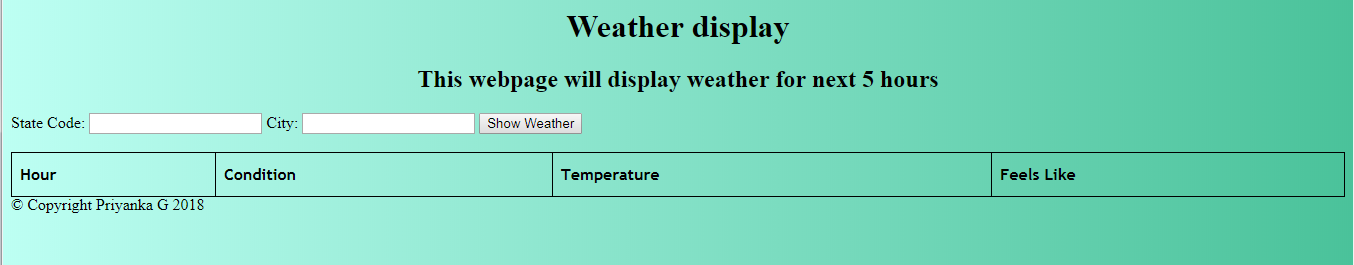 Weather display
This webpage will display weather for next 5 hours
State Code: City: Show Weather
Hour Condition Temperature Feels Like
© Copyright Priyanka G 2018